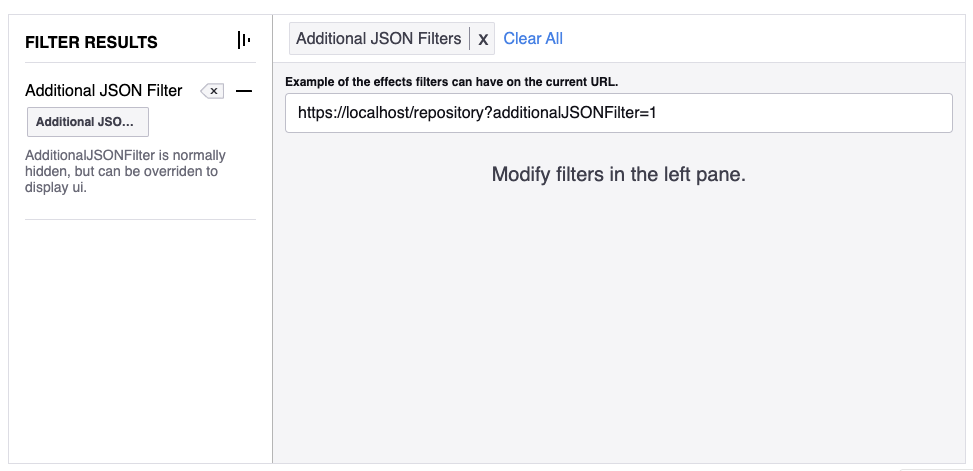 FILTER RESULTS
Additional JSON Filters X Clear All
Additional JSON Filter x
Additional JSO...
AdditionalJSONFilter is normally
hidden, but can be overriden to
display ui.
Example of the effects filters can have on the current URL.
https://localhost/repository?additionalJSONFilter=1
Modify filters in the left pane.